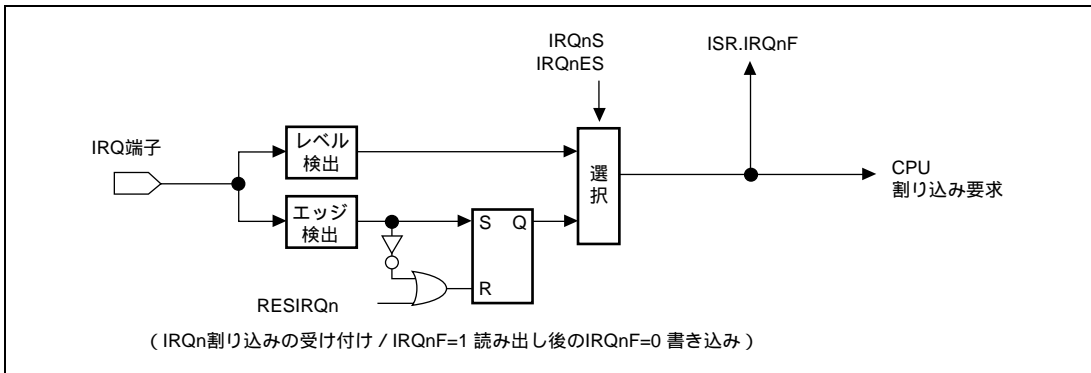 IRQnS
IRQnES
ISR.IRQnF
IRQ端子
レベル
検出
選
択
CPU
割り込み要求
エッジ
検出
S Q
R
RESIRQn
( IRQn割り込みの受け付け / IRQnF=1 読み出し後のIRQnF=0 書き込み )